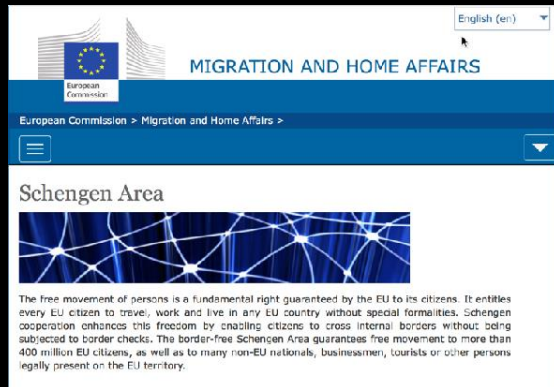 English (en)
MIGRATION AND HOME AFFAIRS
European
Commission
European Commission > Migration and Home Affairs >
Schengen Area
The free movement of persons is a fundamental right guaranteed by the EU to its citizens. It entitles
every EU citizen to travel, work and live in any EU country without special formalities. Schengen
cooperation enhances this freedom by enabling citizens to cross internal borders without being
subjected to border checks. The border-free Schengen Area guarantees free movement to more than
400 million EU citizens, as well as to many non-EU nationals, businessmen, tourists or other persons
legally present on the EU territory.